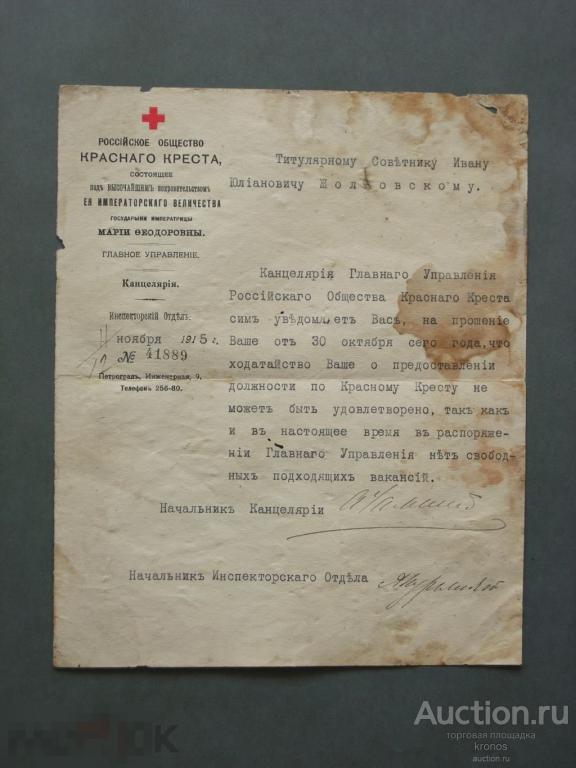 РОССІЙСКОЕ ОБЩЕСТВО
КРАСНАГО КРЕСТА,
СОСТОЯЩЕЕ
подъ ВЫСОЧАЙШИМЪ покровительствомъ
ЕЯ ИМПЕРАТОРСКАГО ВЕЛИЧЕСТВА
ГОСУДАРЫНИ ИМПЕРАТРИЦЫ
МАРІИ ѲЕОДОРОВНЫ.
ГЛАВНОЕ УПРАВЛЕНІЕ.
Канцелярія.
Инспекторскій Отдѣлъ.
11 ноября 1915 г.
№ 41889
Петроградъ, Инженерная, 9.
Телефонъ 256-80.
Титулярному Совѣтнику Ивану
Юліановичу Жолковскому.
Канцелярія Главнаго Управленія
Россійскаго Общества Краснаго Креста
симъ увѣдомляетъ Васъ, на прошеніе
Ваше отъ 30 октября сего года, что
ходатайство Ваше о предоставленіи
должности по Красному Кресту не
можетъ быть удовлетворено, такъ какъ
и въ настоящее время въ распоряже-
ніи Главнаго Управленія нѣтъ свобод-
ныхъ подходящихъ вакансій.
Начальникъ Канцеляріи
Начальникъ Инспекторскаго Отдѣла
Auction.ru
торговая площадка
kronos
auction.ru